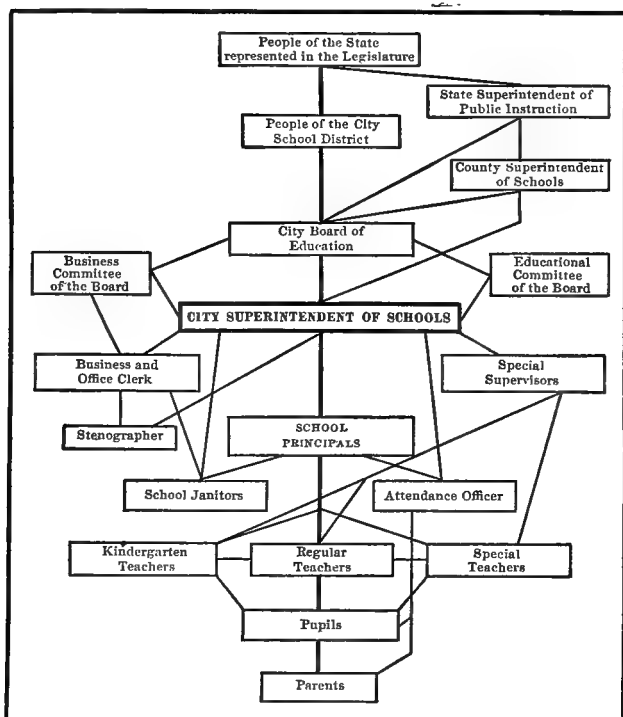 People of the State
represented in the Legislature
State Superintendent of
Public Instruction
People of the City
School District
County Superintendent
of Schools
City Board of
Education
Business
Committee
of the Board
Educational
Committee
of the Board
CITY SUPERINTENDENT OF SCHOOLS
Business and
Office Clerk
Special
Supervisors
Stenographer
SCHOOL
PRINCIPALS
School Janitors
Attendance Officer
Kindergarten
Teachers
Regular
Teachers
Special
Teachers
Pupils
Parents